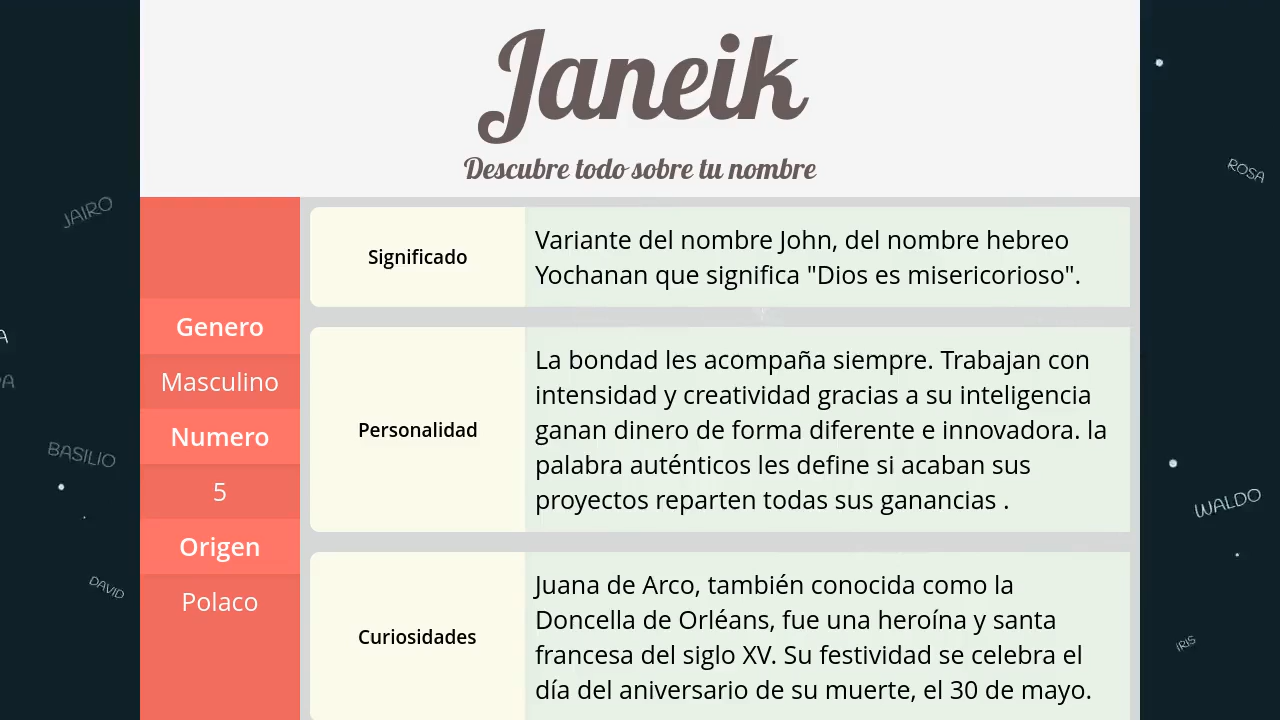 Janeik
Descubre todo sobre tu nombre
JAIRO
BASILIO
DAVID
ROSA
WALDO
IRIS
Genero
Masculino
Numero
5
Origen
Polaco
Significado
Variante del nombre John, del nombre hebreo
Yochanan que significa "Dios es misericorioso".
Personalidad
La bondad les acompaña siempre. Trabajan con
intensidad y creatividad gracias a su inteligencia
ganan dinero de forma diferente e innovadora. la
palabra auténticos les define si acaban sus
proyectos reparten todas sus ganancias .
Curiosidades
Juana de Arco, también conocida como la
Doncella de Orléans, fue una heroína y santa
francesa del siglo XV. Su festividad se celebra el
día del aniversario de su muerte, el 30 de mayo.